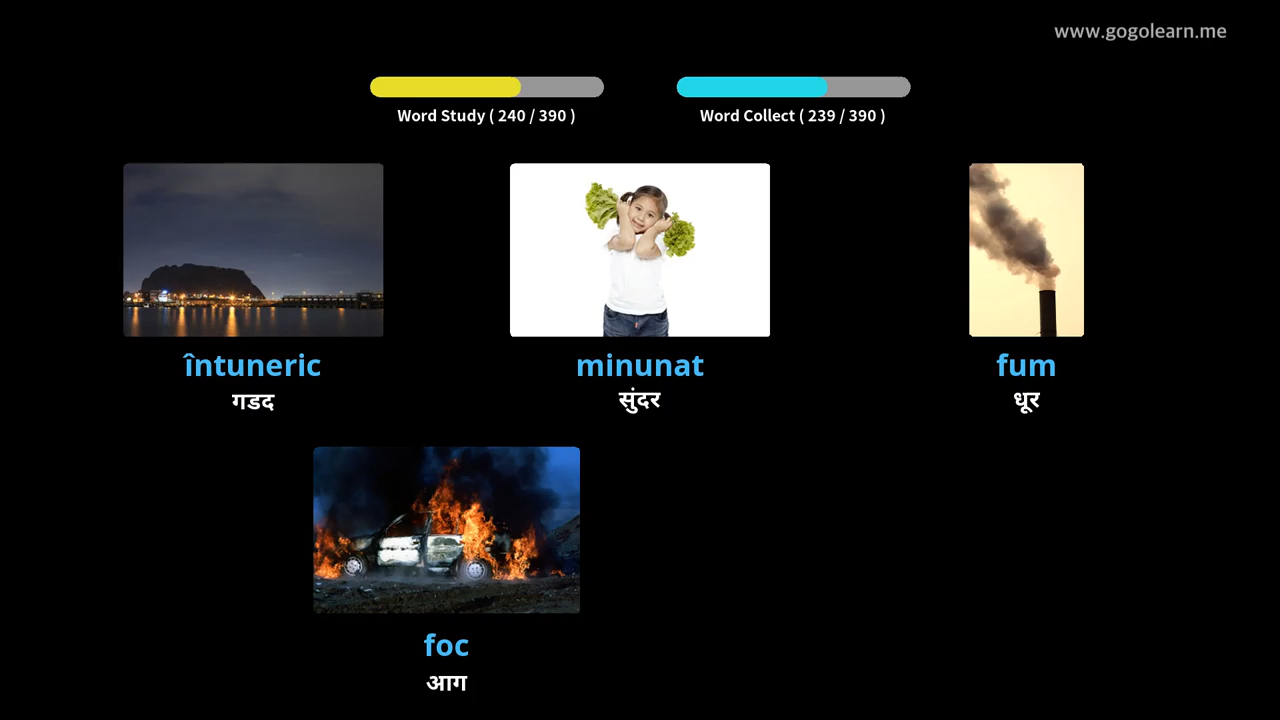 www.gogolearn.me
Word Study ( 240 / 390 )
Word Collect ( 239 / 390 )
întuneric
गडद
minunat
सुंदर
fum
धूर
foc
आग